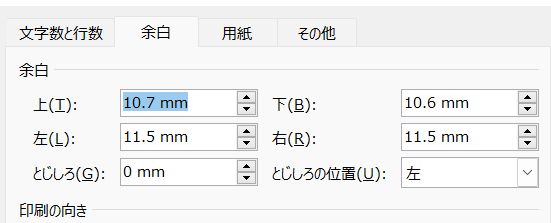 文字数と行数 余白 用紙 その他
余白
上(T): 10.7 mm 下(B): 10.6 mm
左(L): 11.5 mm 右(R): 11.5 mm
とじしろ(G): 0 mm とじしろの位置(U): 左
印刷の向き